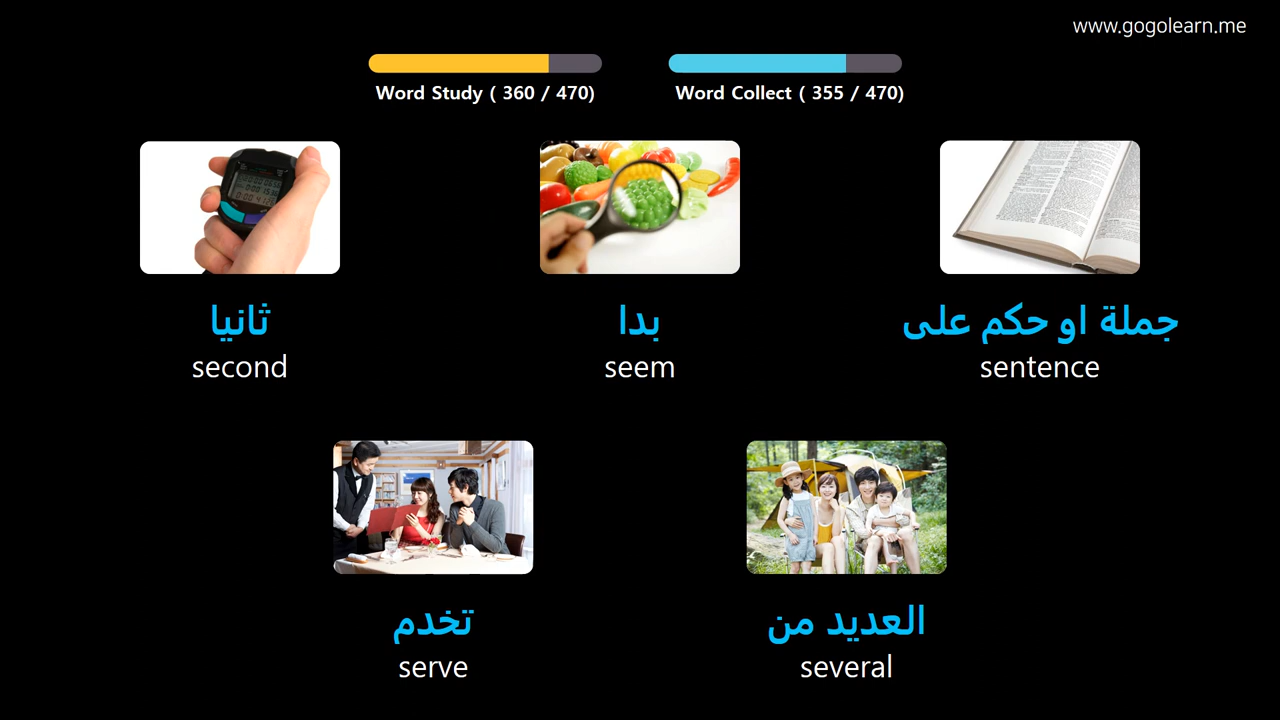 www.gogolearn.me
Word Study ( 360 / 470)
Word Collect ( 355 / 470)
ثانيا
second
بدا
seem
جملة او حكم على
sentence
تخدم
serve
العديد من
several